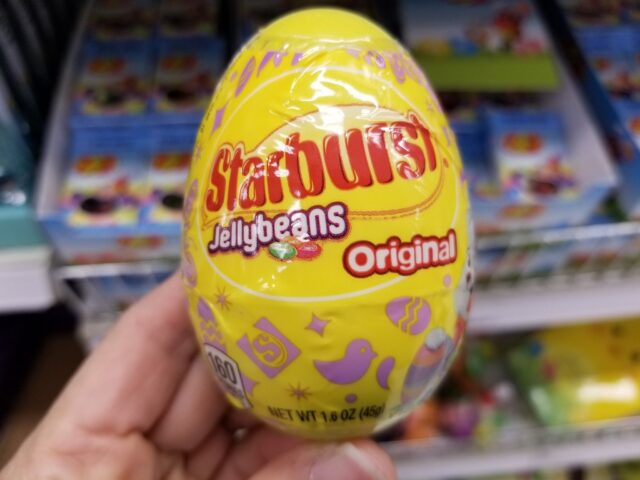 Starburst
Jellybeans
Original
160
NET WT 1.6 OZ (45g)